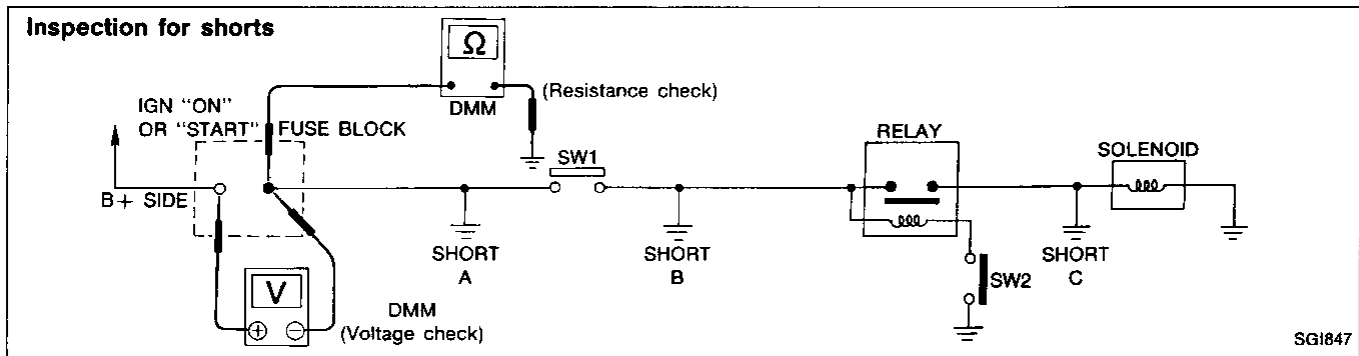 Inspection for shorts
Ω
DMM
(Resistance check)
IGN "ON"
OR "START"
FUSE BLOCK
B+ SIDE
SW1
RELAY
SOLENOID
SHORT
A
SHORT
B
SHORT
C
SW2
V
+ −
DMM
(Voltage check)
SGI847